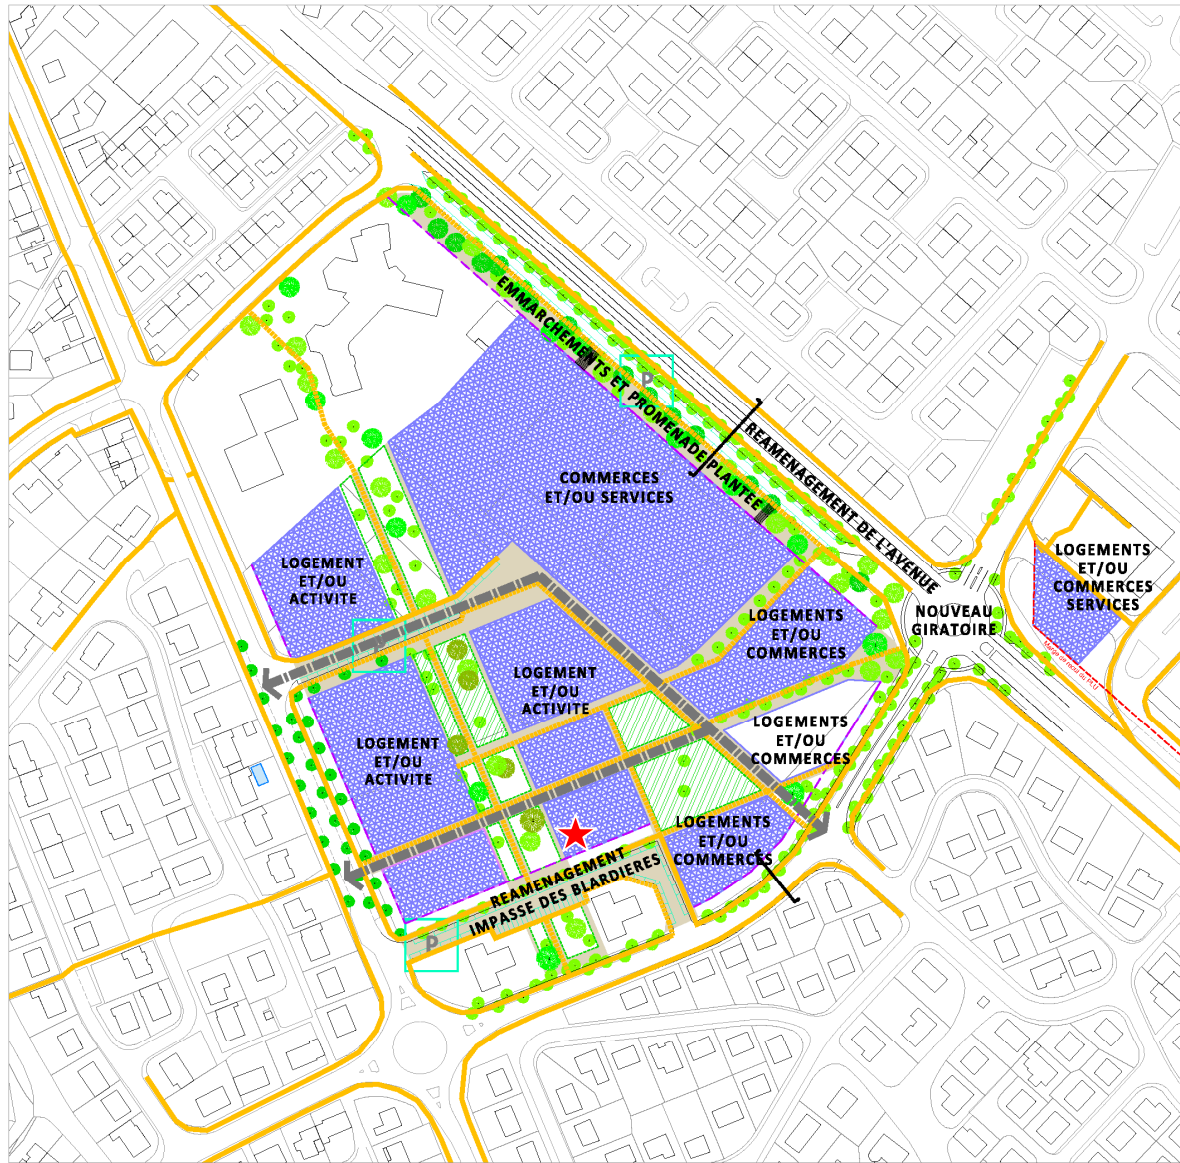 EMMARCHEMENTS ET PROMENADE PLANTEE
P
REAMENAGEMENT DE L'AVENUE
COMMERCES
ET/OU SERVICES
LOGEMENT
ET/OU
ACTIVITE
LOGEMENTS
ET/OU
COMMERCES
SERVICES
NOUVEAU
GIRATOIRE
LOGEMENTS
ET/OU
COMMERCES
LOGEMENT
ET/OU
ACTIVITE
LOGEMENTS
ET/OU
COMMERCES
LOGEMENT
ET/OU
ACTIVITE
LOGEMENTS
ET/OU
COMMERCES
REAMENAGEMENT
IMPASSE DES BLARDIERES
P